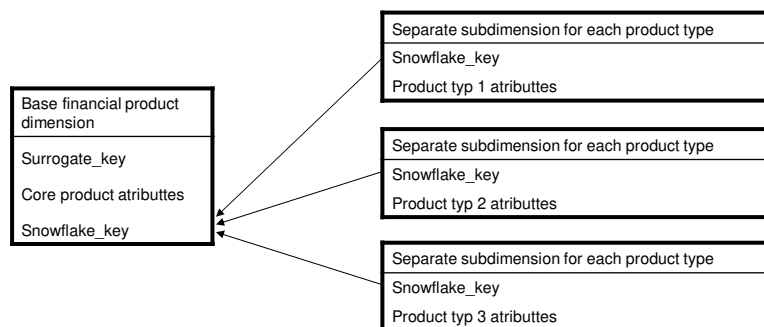 Separate subdimension for each product type
Snowflake_key
Product typ 1 atributtes
Base financial product
dimension
Surrogate_key
Core product atributtes
Snowflake_key
Separate subdimension for each product type
Snowflake_key
Product typ 2 atributtes
Separate subdimension for each product type
Snowflake_key
Product typ 3 atributtes